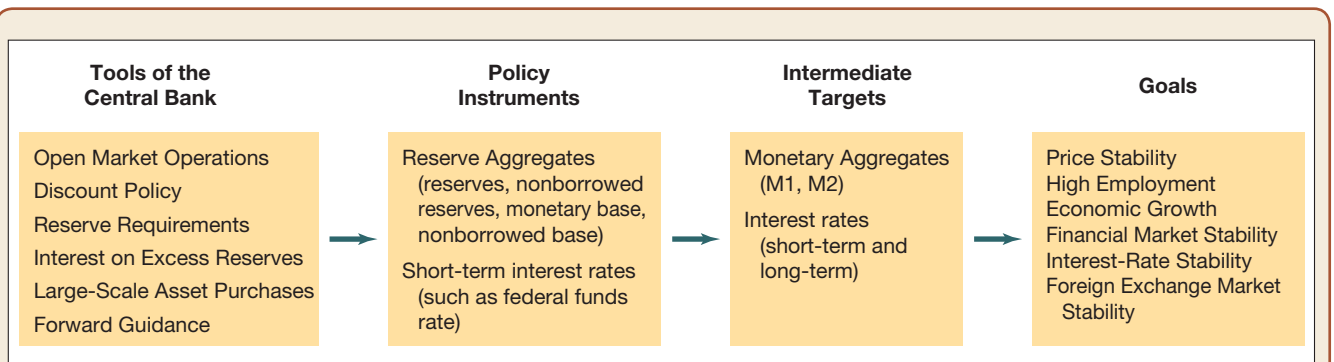 Tools of the
Central Bank
Open Market Operations
Discount Policy
Reserve Requirements
Interest on Excess Reserves
Large-Scale Asset Purchases
Forward Guidance
Policy
Instruments
Reserve Aggregates
(reserves, nonborrowed
reserves, monetary base,
nonborrowed base)
Short-term interest rates
(such as federal funds
rate)
Intermediate
Targets
Monetary Aggregates
(M1, M2)
Interest rates
(short-term and
long-term)
Goals
Price Stability
High Employment
Economic Growth
Financial Market Stability
Interest-Rate Stability
Foreign Exchange Market
Stability